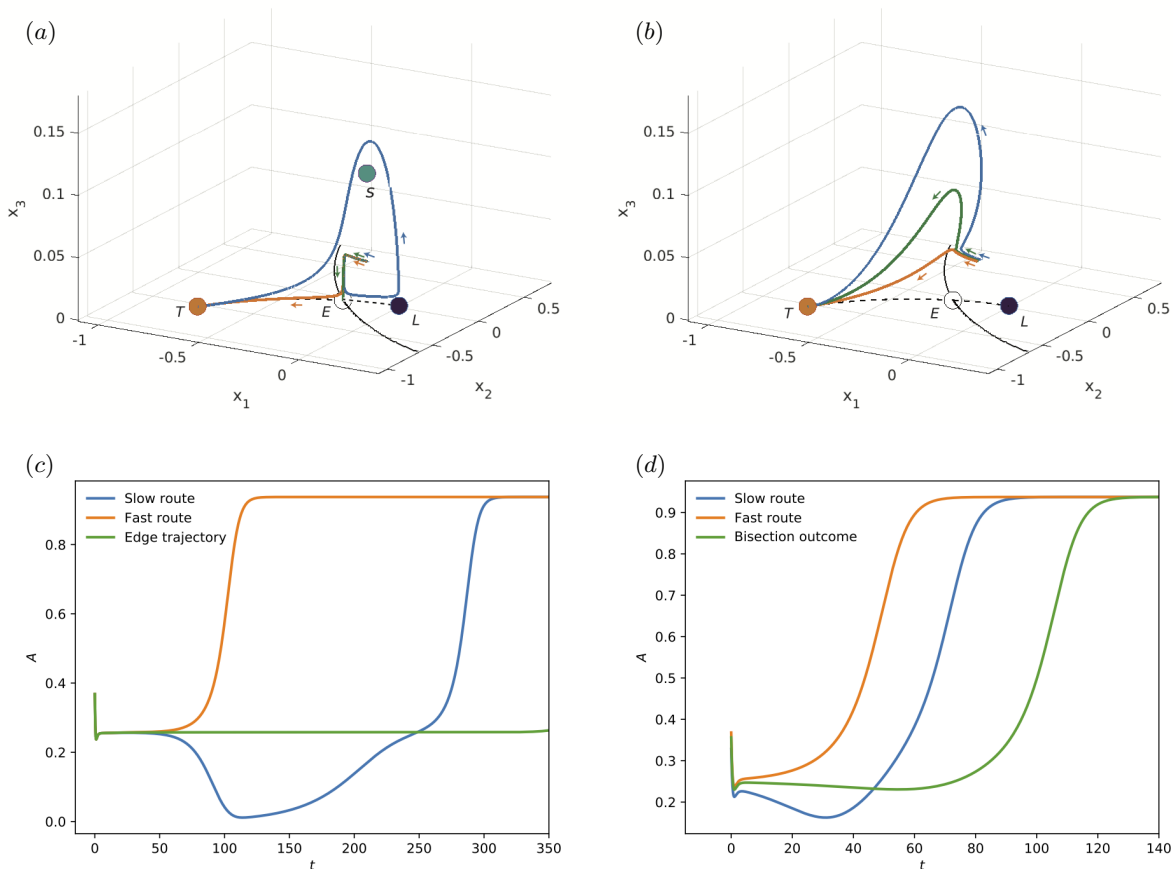 (a)
0.15
0.1
0.05
0
x3
S
T
E
L
-1
-0.5
0
x1
-1
-0.5
0
0.5
x2
(b)
0.15
0.1
0.05
0
x3
T
E
L
-1
-0.5
0
x1
-1
-0.5
0
0.5
x2
(c)
Slow route
Fast route
Edge trajectory
0.8
0.6
0.4
0.2
0.0
A
0 50 100 150 200 250 300 350
t
(d)
Slow route
Fast route
Bisection outcome
0.9
0.8
0.7
0.6
0.5
0.4
0.3
0.2
A
0 20 40 60 80 100 120 140
t